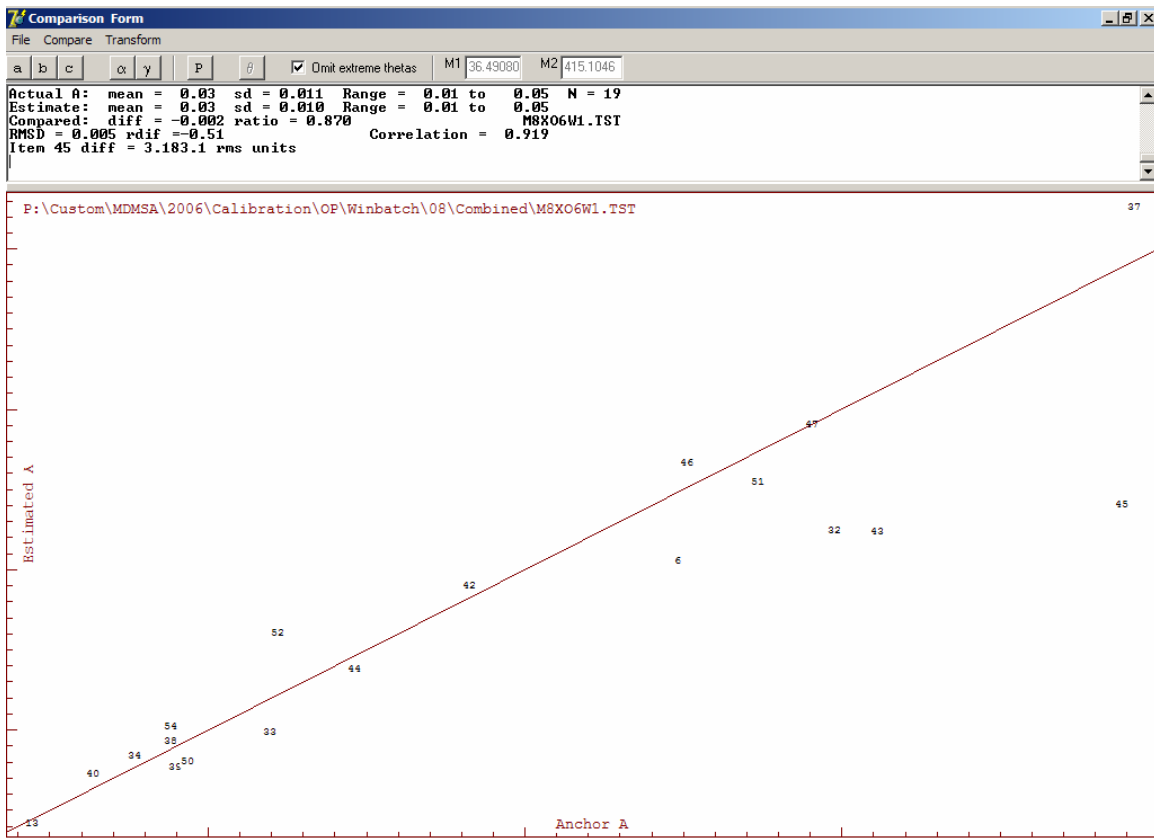 Comparison Form
File Compare Transform
a b c α γ P θ Omit extreme thetas M1 36.49080 M2 415.1046
Actual A: mean = 0.03 sd = 0.011 Range = 0.01 to 0.05 N = 19
Estimate: mean = 0.03 sd = 0.010 Range = 0.01 to 0.05
Compared: diff = -0.002 ratio = 0.870 M8XO6W1.TST
RMSD = 0.005 rdif =-0.51 Correlation = 0.919
Item 45 diff = 3.183.1 rms units
P:\Custom\MDMSA\2006\Calibration\OP\Winbatch\08\Combined\M8XO6W1.TST
37
47
46
51
45
32 43
6
42
52
44
54
33
38
34
50
40
13
Estimated A
Anchor A